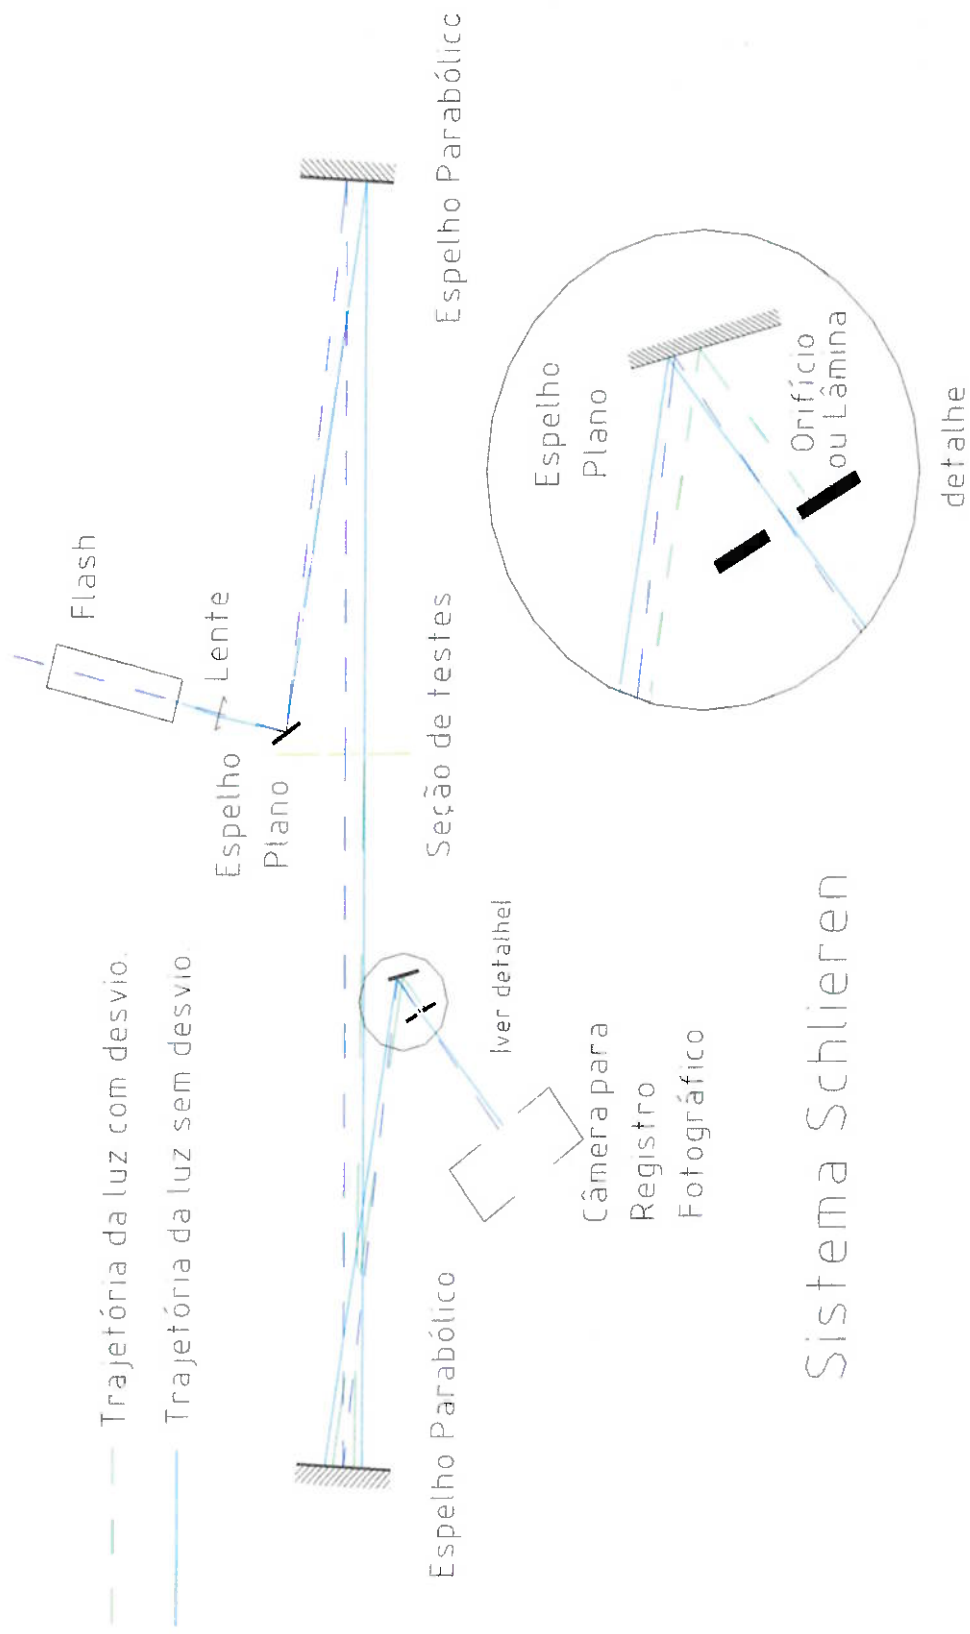 Trajetória da luz com desvio.
Trajetória da luz sem desvio.
Flash
Lente
Espelho
Plano
Espelho Parabólico
Seção de testes
Espelho Parabólico
(ver detalhe)
Câmera para
Registro
Fotográfico
Espelho
Plano
Orifício
ou Lâmina
detalhe
Sistema Schlieren